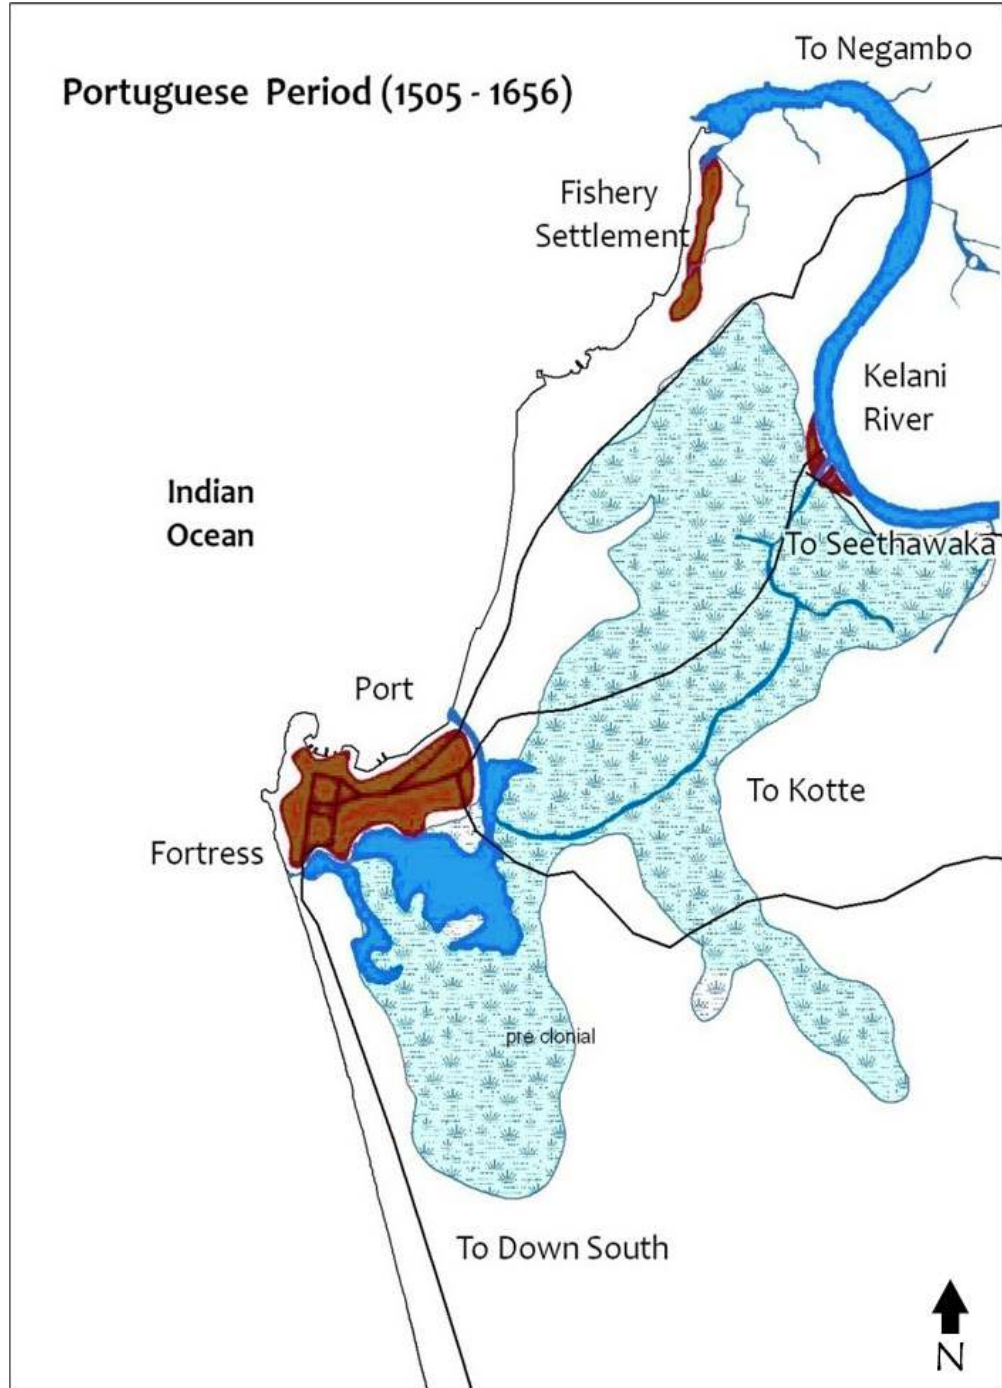 To Negambo
Portuguese Period (1505 - 1656)
Fishery
Settlement
Kelani
River
Indian
Ocean
To Seethawaka
Port
To Kotte
Fortress
pre clonial
To Down South
N